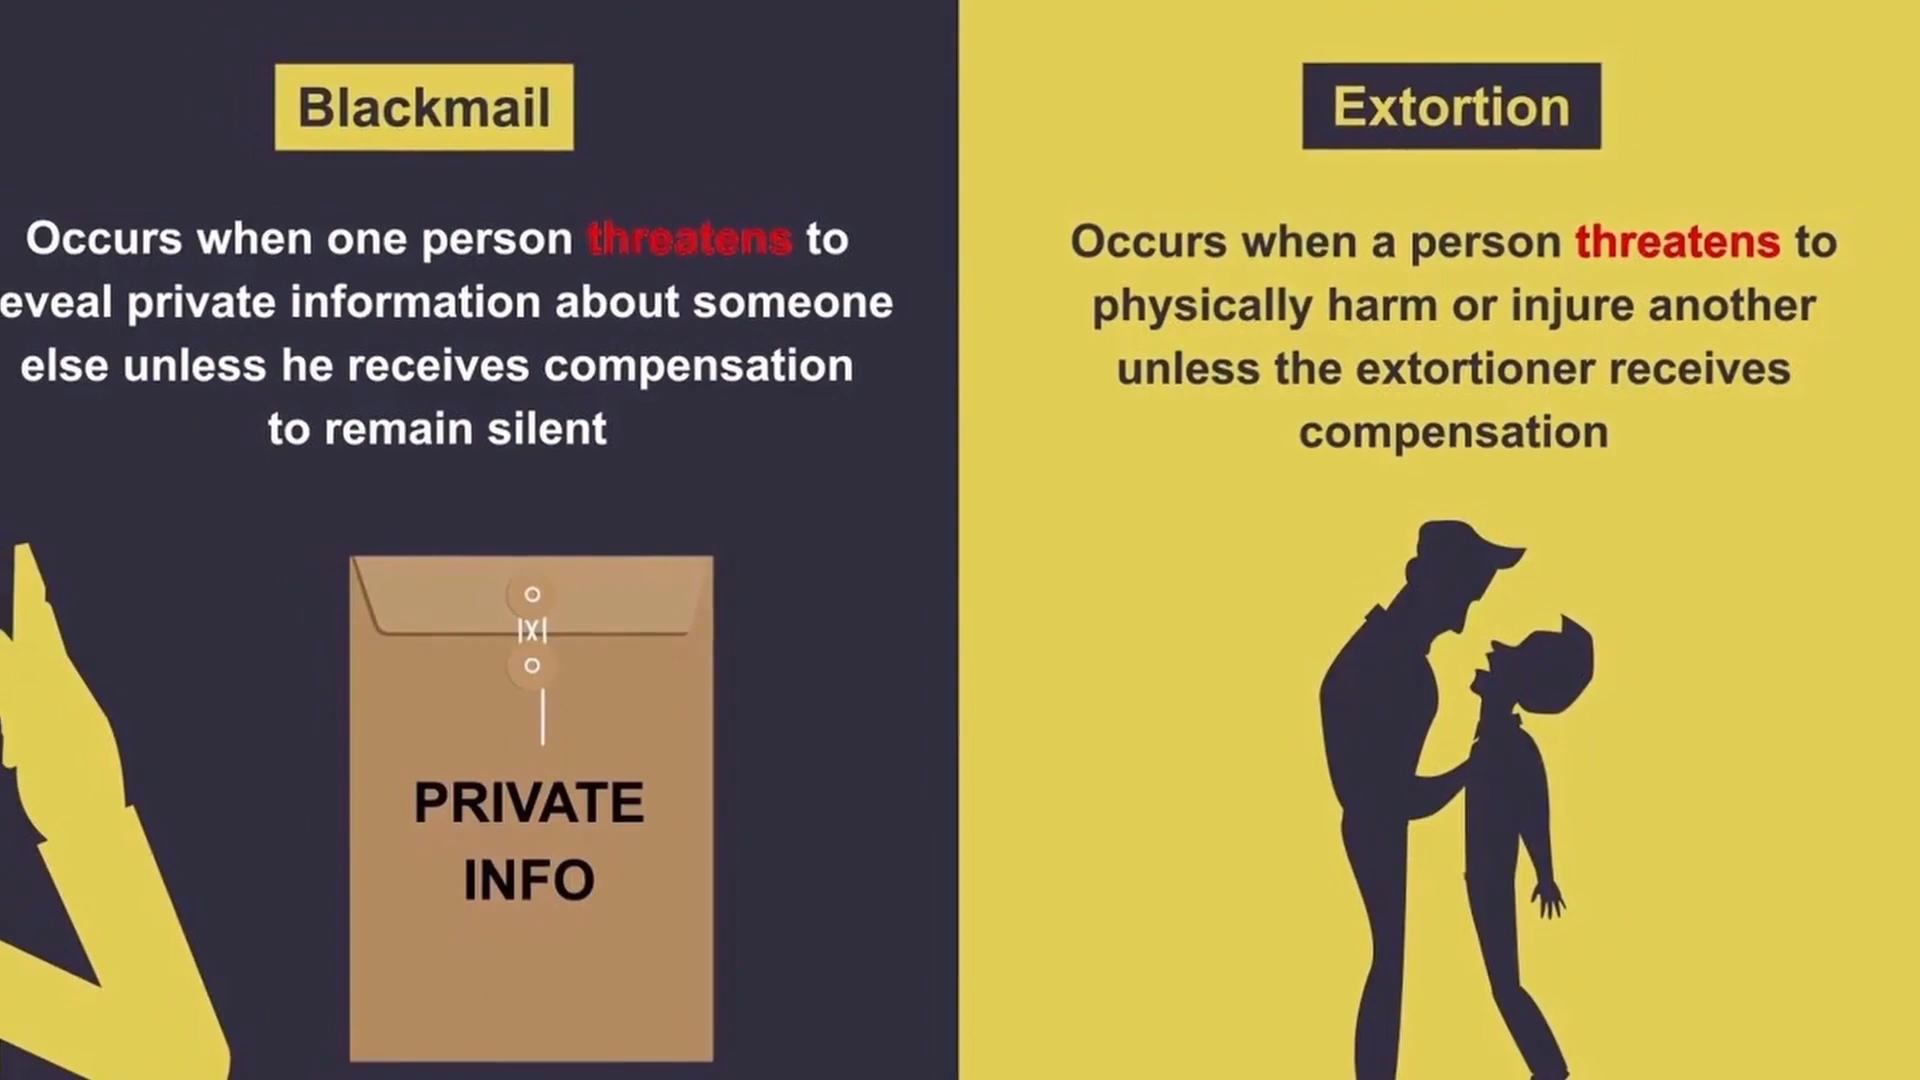 Blackmail
Occurs when one person threatens to
eveal private information about someone
else unless he receives compensation
to remain silent
PRIVATE
INFO
Extortion
Occurs when a person threatens to
physically harm or injure another
unless the extortioner receives
compensation